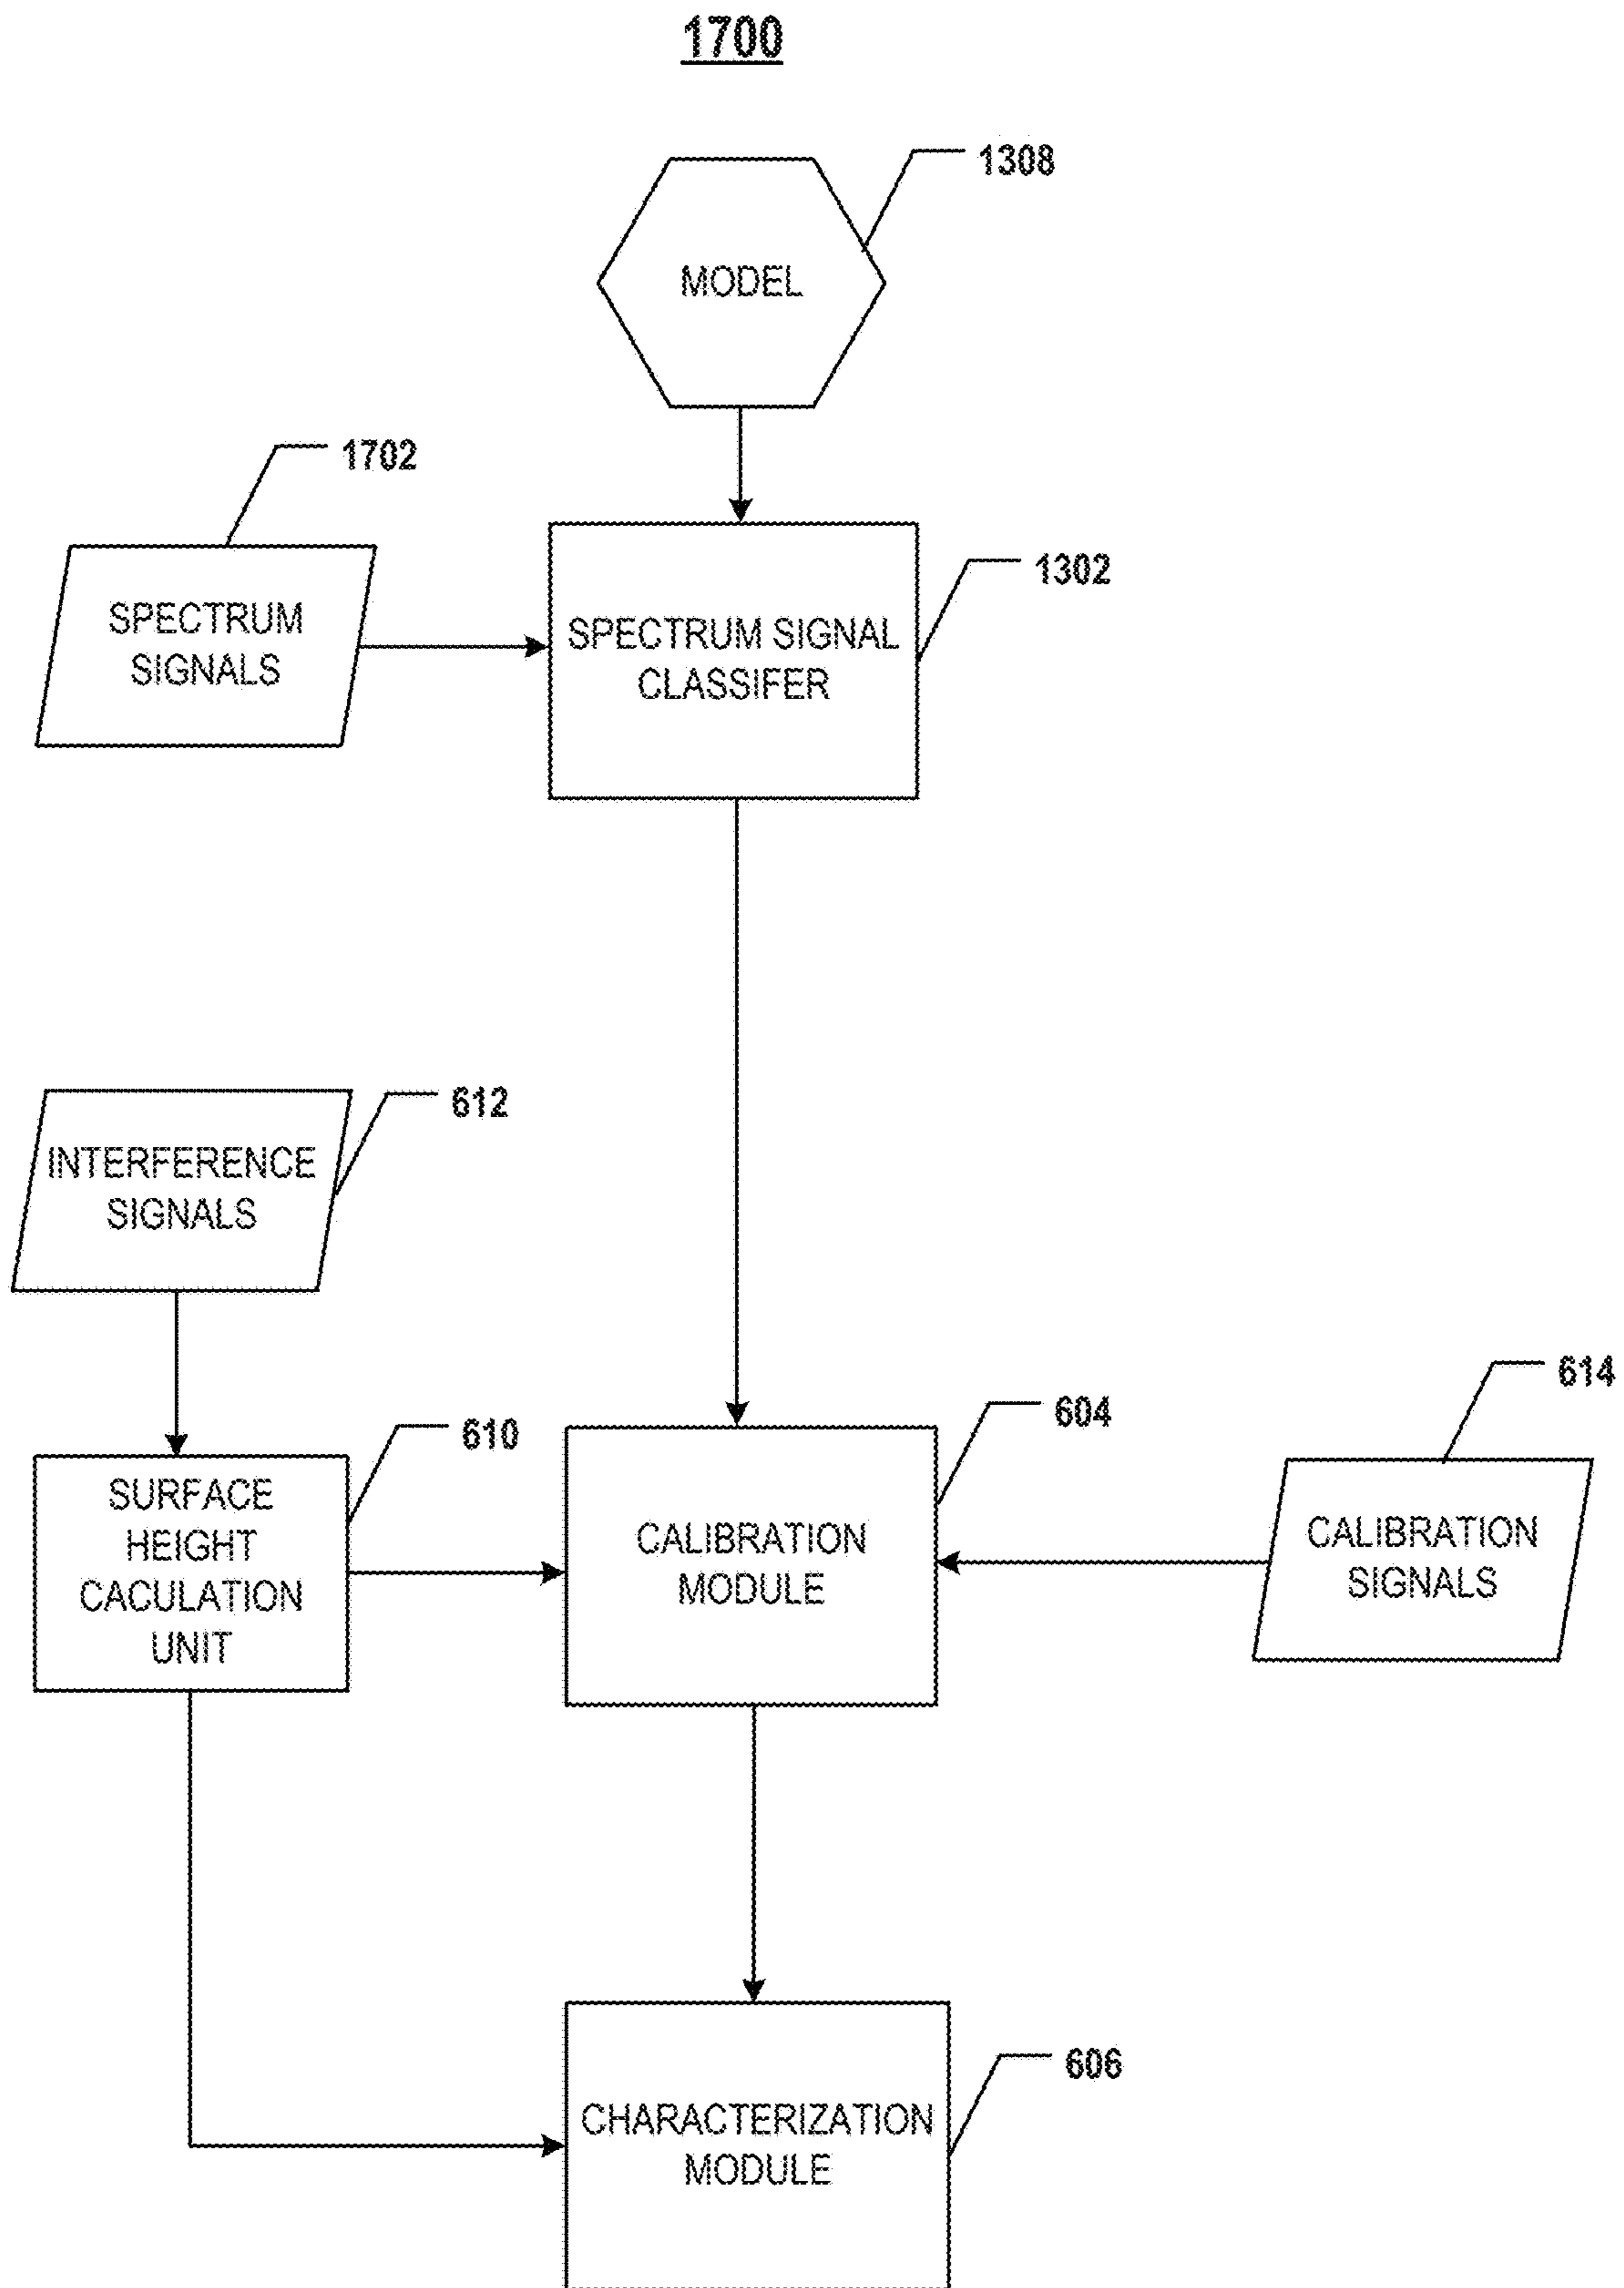 1700
1308
MODEL
1702
SPECTRUM
SIGNALS
1302
SPECTRUM SIGNAL
CLASSIFER
612
INTERFERENCE
SIGNALS
614
604
610
SURFACE
HEIGHT
CACULATION
UNIT
CALIBRATION
MODULE
CALIBRATION
SIGNALS
606
CHARACTERIZATION
MODULE